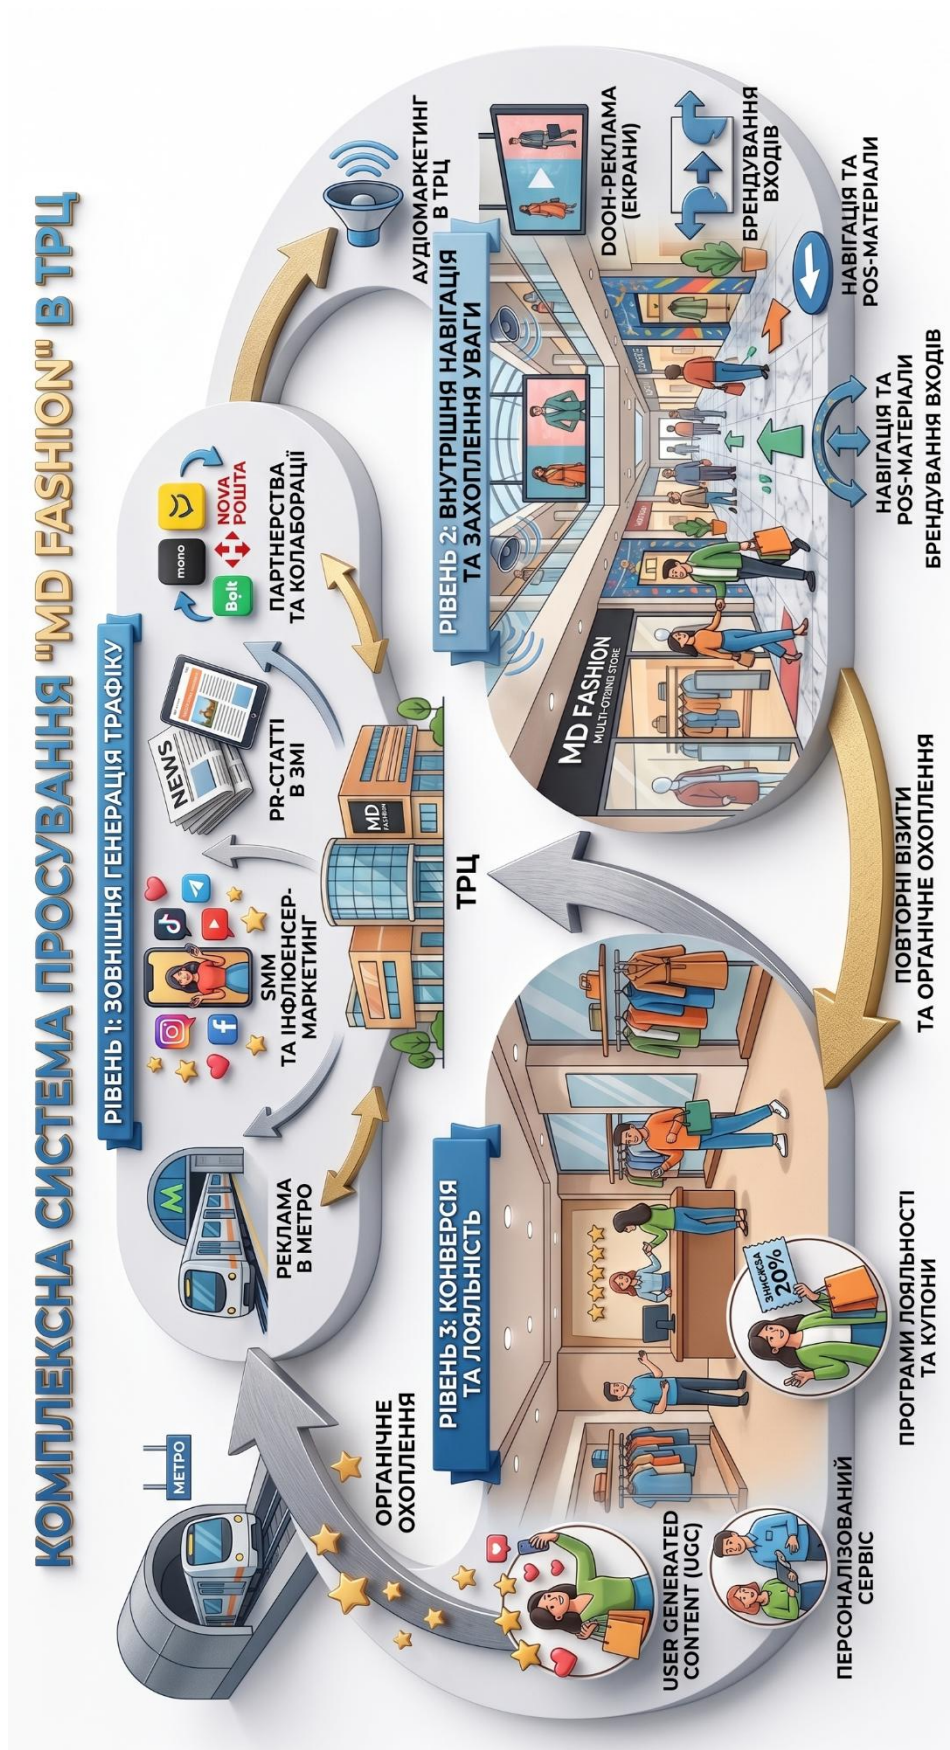 КОМПЛЕКСНА СИСТЕМА ПРОСУВАННЯ "MD FASHION" В ТРЦ
РІВЕНЬ 1: ЗОВНІШНЯ ГЕНЕРАЦІЯ ТРАФІКУ
МЕТРО
РЕКЛАМА
В МЕТРО
SMM
ТА ІНФЛЮЕНСЕР-
МАРКЕТИНГ
NEWS
PR-СТАТТІ
В ЗМІ
mono
Bolt
NOVA
ПОШТА
ПАРТНЕРСТВА
ТА КОЛАБОРАЦІЇ
MD
FASHION
ТРЦ
ОРГАНІЧНЕ
ОХОПЛЕННЯ
АУДІОМАРКЕТИНГ
В ТРЦ
РІВЕНЬ 2: ВНУТРІШНЯ НАВІГАЦІЯ
ТА ЗАХОПЛЕННЯ УВАГИ
DOOH-РЕКЛАМА
(ЕКРАНИ)
БРЕНДУВАННЯ
ВХОДІВ
MD FASHION
НАВІГАЦІЯ ТА
POS-МАТЕРІАЛИ
НАВІГАЦІЯ ТА
POS-МАТЕРІАЛИ
БРЕНДУВАННЯ ВХОДІВ
ПОВТОРНІ ВІЗИТИ
ТА ОРГАНІЧНЕ ОХОПЛЕННЯ
РІВЕНЬ 3: КОНВЕРСІЯ
ТА ЛОЯЛЬНІСТЬ
USER GENERATED
CONTENT (UGC)
ПЕРСОНАЛІЗОВАНИЙ
СЕРВІС
20%
ПРОГРАМИ ЛОЯЛЬНОСТІ
ТА КУПОНИ